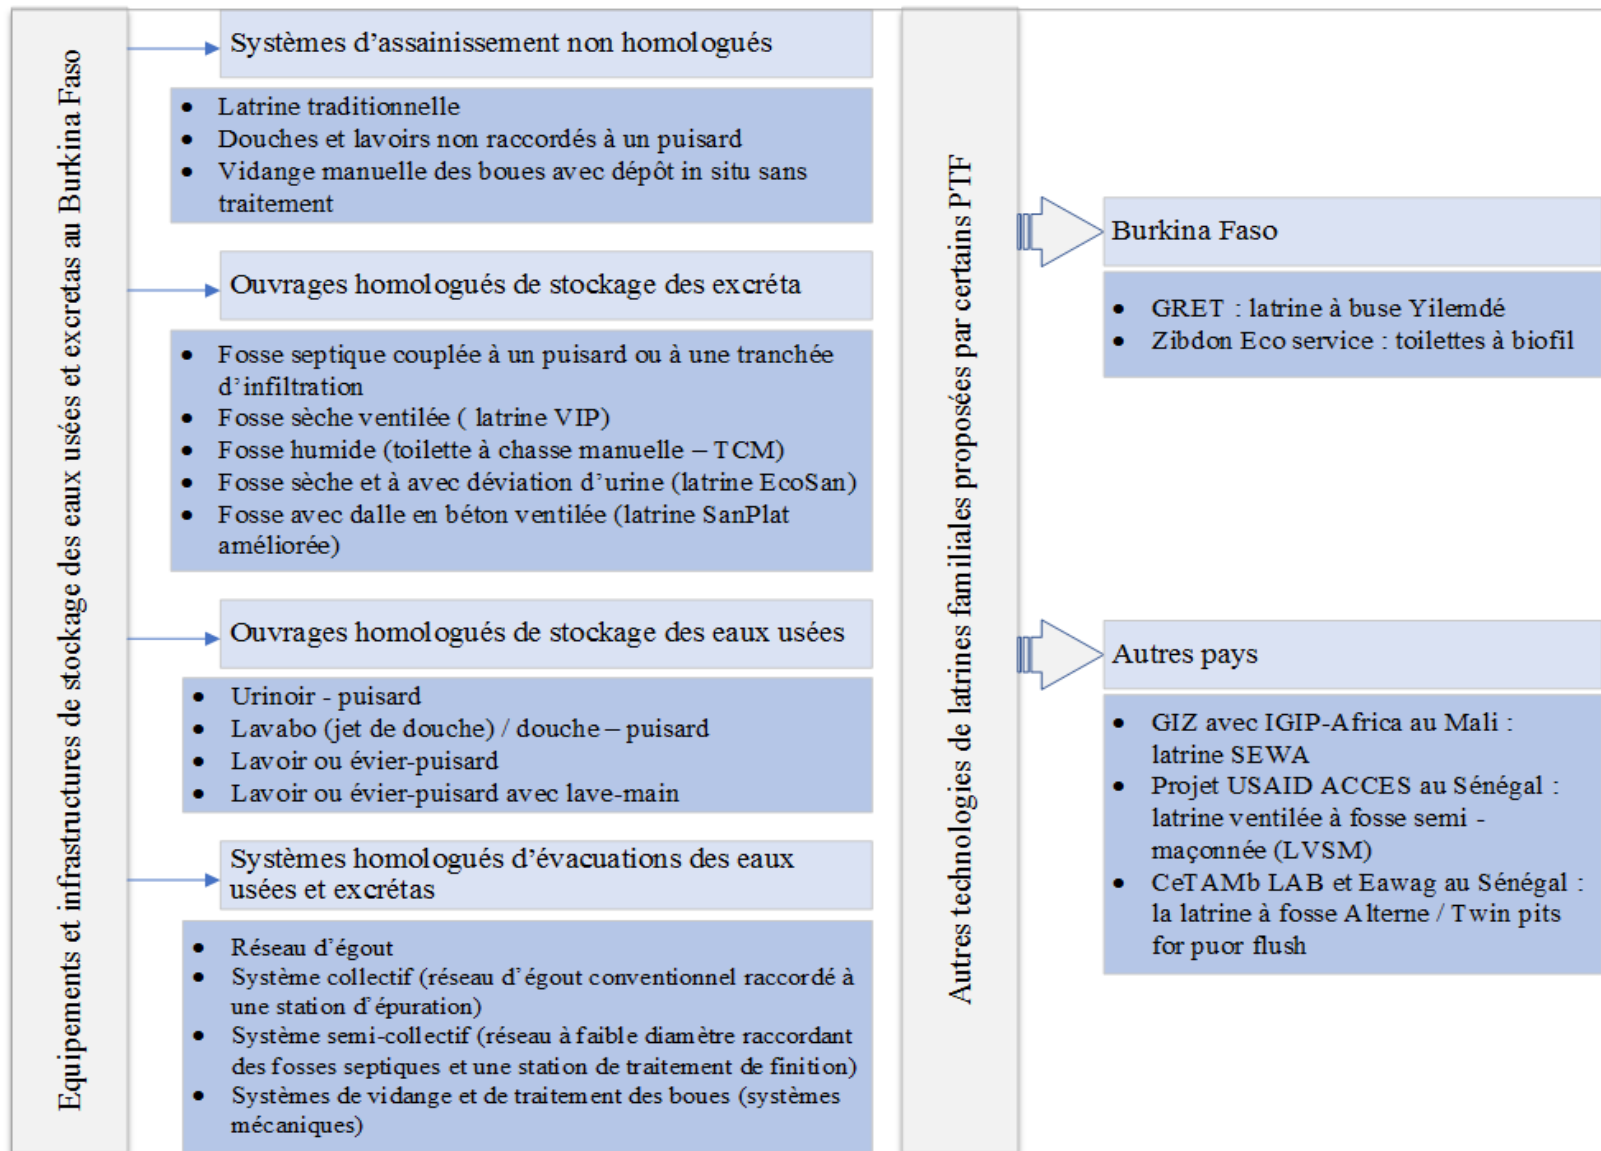 Equipements et infrastructures de stockage des eaux usées et excretas au Burkina Faso
Systèmes d'assainissement non homologués
• Latrine traditionnelle
• Douches et lavoirs non raccordés à un puisard
• Vidange manuelle des boues avec dépôt in situ sans
traitement
Ouvrages homologués de stockage des excréta
• Fosse septique couplée à un puisard ou à une tranchée
d'infiltration
• Fosse sèche ventilée ( latrine VIP)
• Fosse humide (toilette à chasse manuelle – TCM)
• Fosse sèche et à avec déviation d'urine (latrine EcoSan)
• Fosse avec dalle en béton ventilée (latrine SanPlat
améliorée)
Ouvrages homologués de stockage des eaux usées
• Urinoir - puisard
• Lavabo (jet de douche) / douche – puisard
• Lavoir ou évier-puisard
• Lavoir ou évier-puisard avec lave-main
Systèmes homologués d'évacuations des eaux
usées et excrétas
• Réseau d'égout
• Système collectif (réseau d'égout conventionnel raccordé à
une station d'épuration)
• Système semi-collectif (réseau à faible diamètre raccordant
des fosses septiques et une station de traitement de finition)
• Systèmes de vidange et de traitement des boues (systèmes
mécaniques)
Autres technologies de latrines familiales proposées par certains PTF
Burkina Faso
• GRET : latrine à buse Yilemdé
• Zibdon Eco service : toilettes à biofil
Autres pays
• GIZ avec IGIP-Africa au Mali :
latrine SEWA
• Projet USAID ACCES au Sénégal :
latrine ventilée à fosse semi -
maçonnée (LVSM)
• CeTAMb LAB et Eawag au Sénégal :
la latrine à fosse Alterne / Twin pits
for puor flush